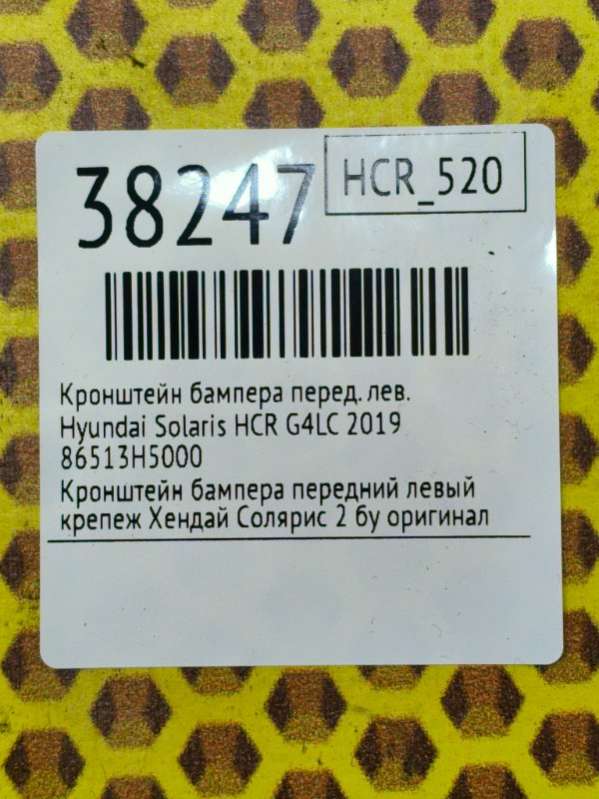 38247
HCR_520
Кронштейн бампера перед. лев.
Hyundai Solaris HCR G4LC 2019
86513H5000
Кронштейн бампера передний левый
крепеж Хендай Солярис 2 бу оригинал